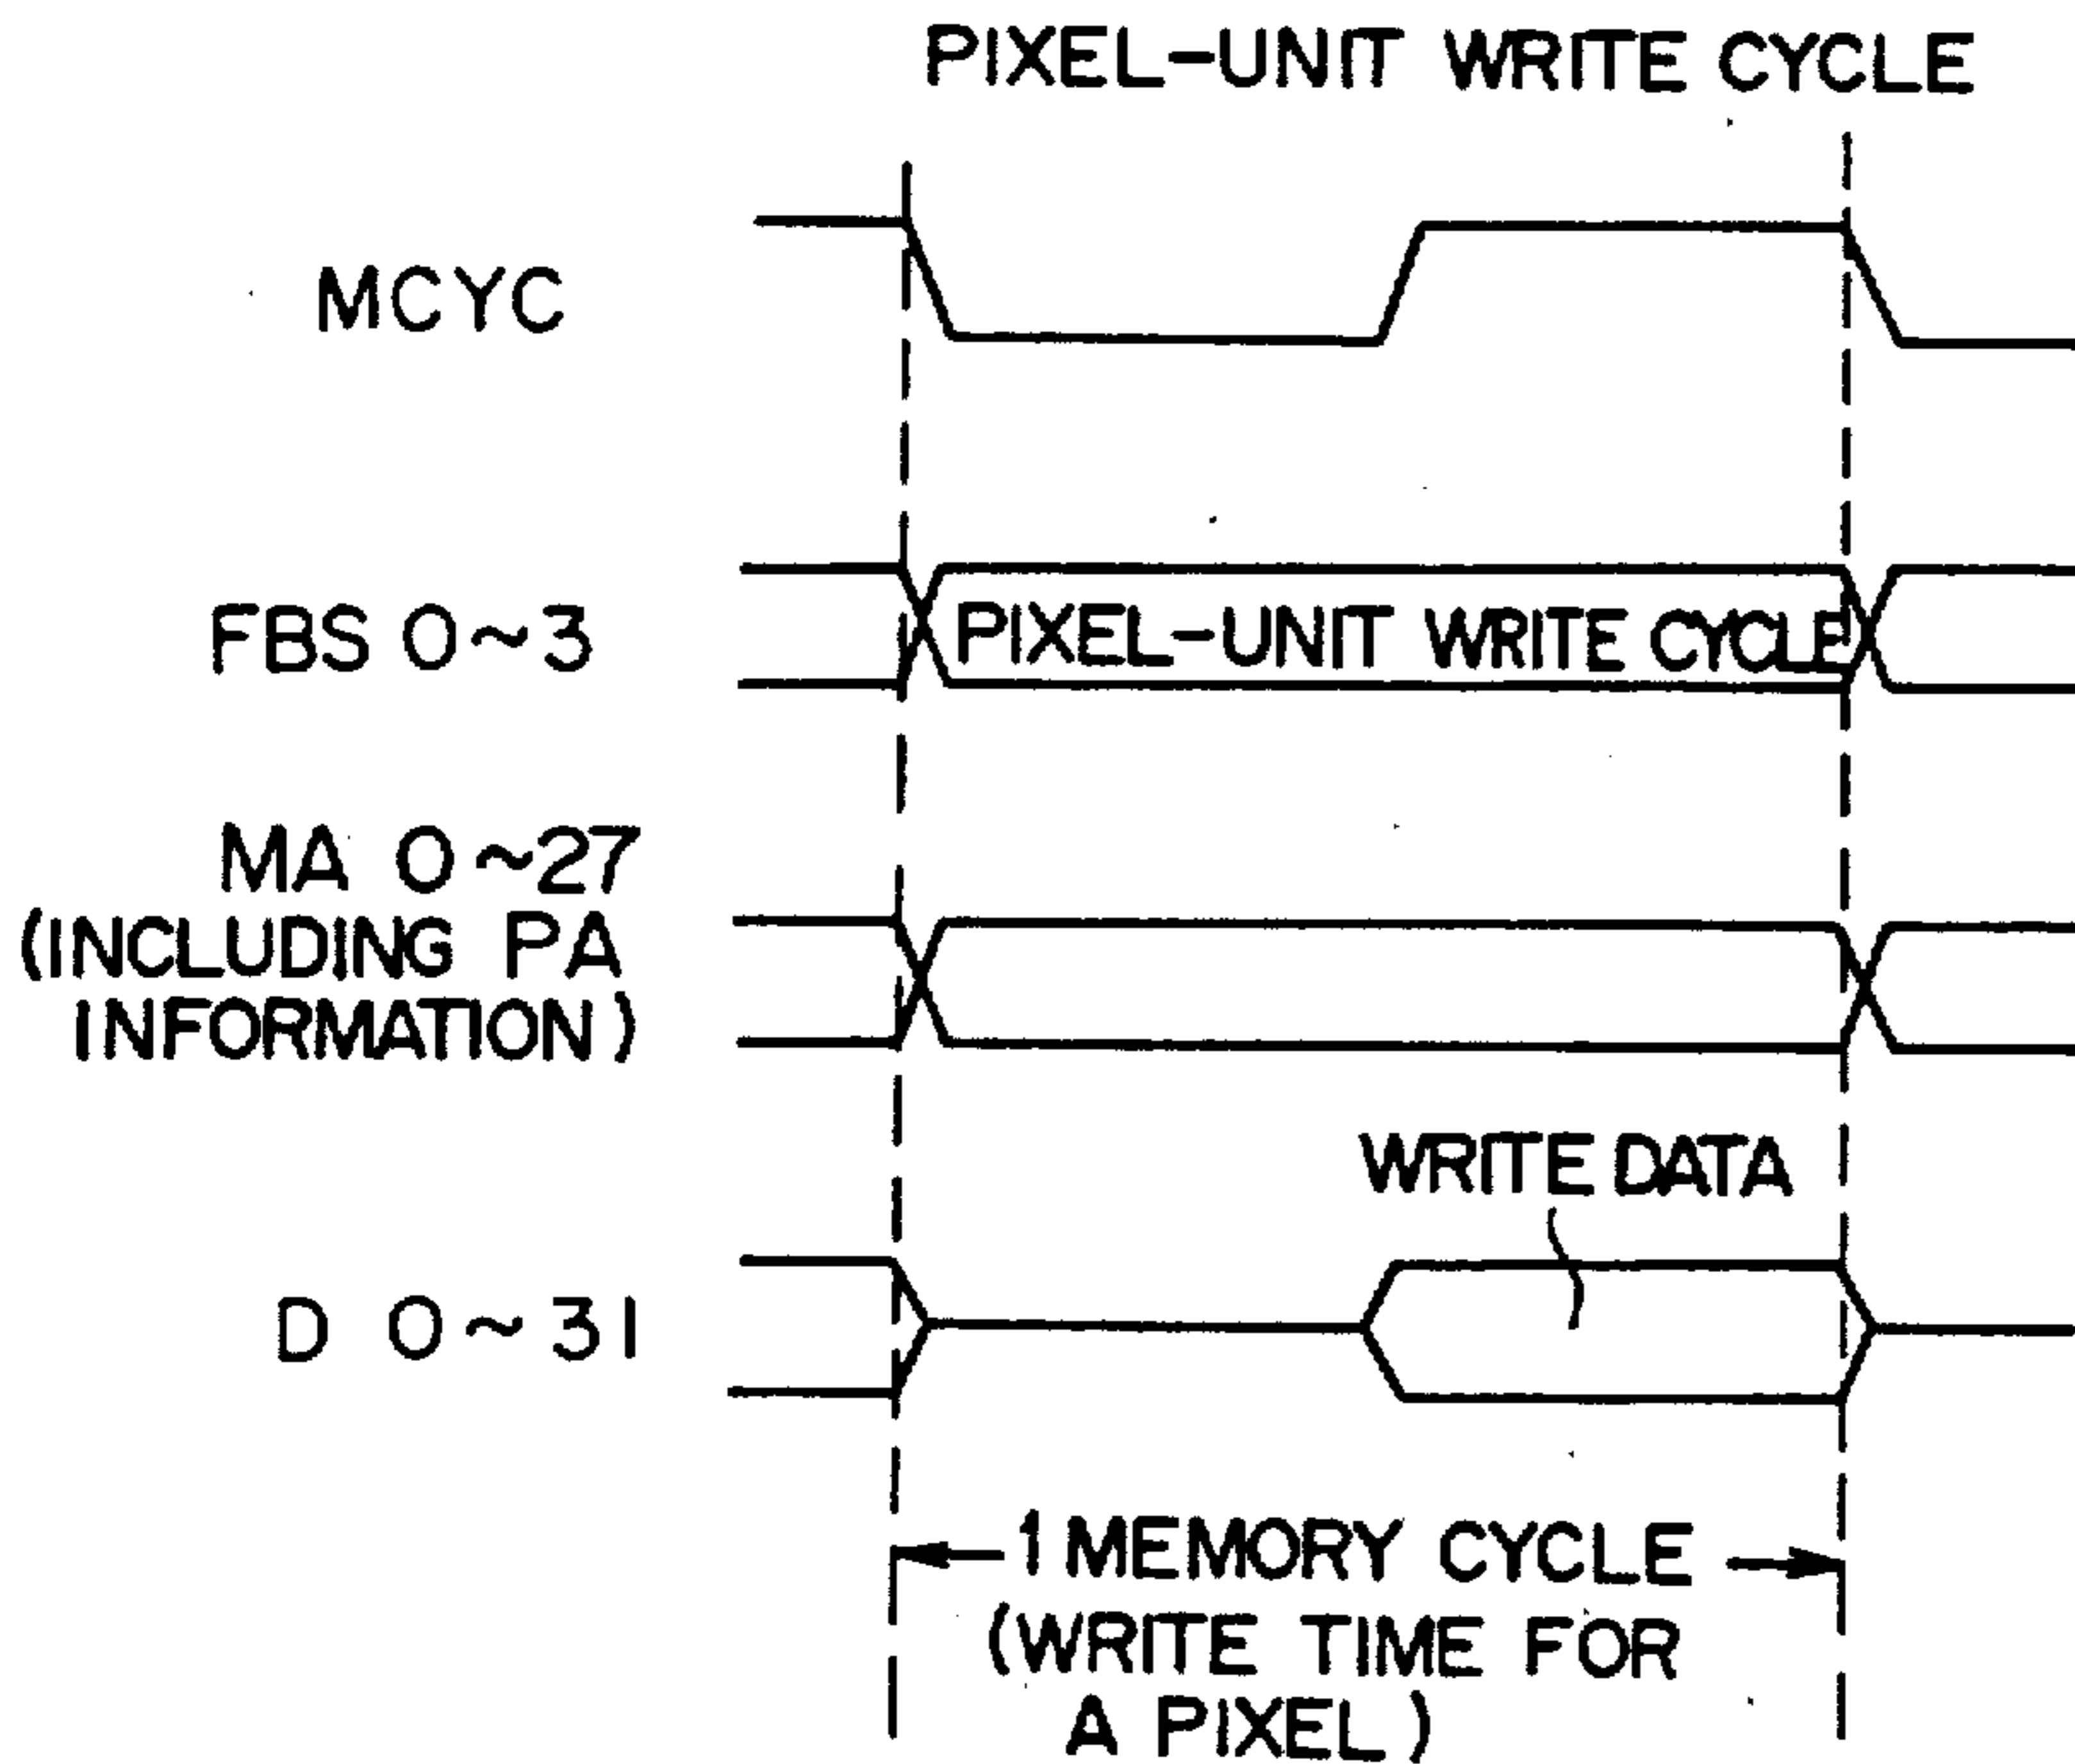 PIXEL-UNIT WRITE CYCLE
MCYC
FBS 0~3
PIXEL-UNIT WRITE CYCLE
MA 0~27
(INCLUDING PA
INFORMATION)
WRITE DATA
D 0~31
1 MEMORY CYCLE
(WRITE TIME FOR
A PIXEL)